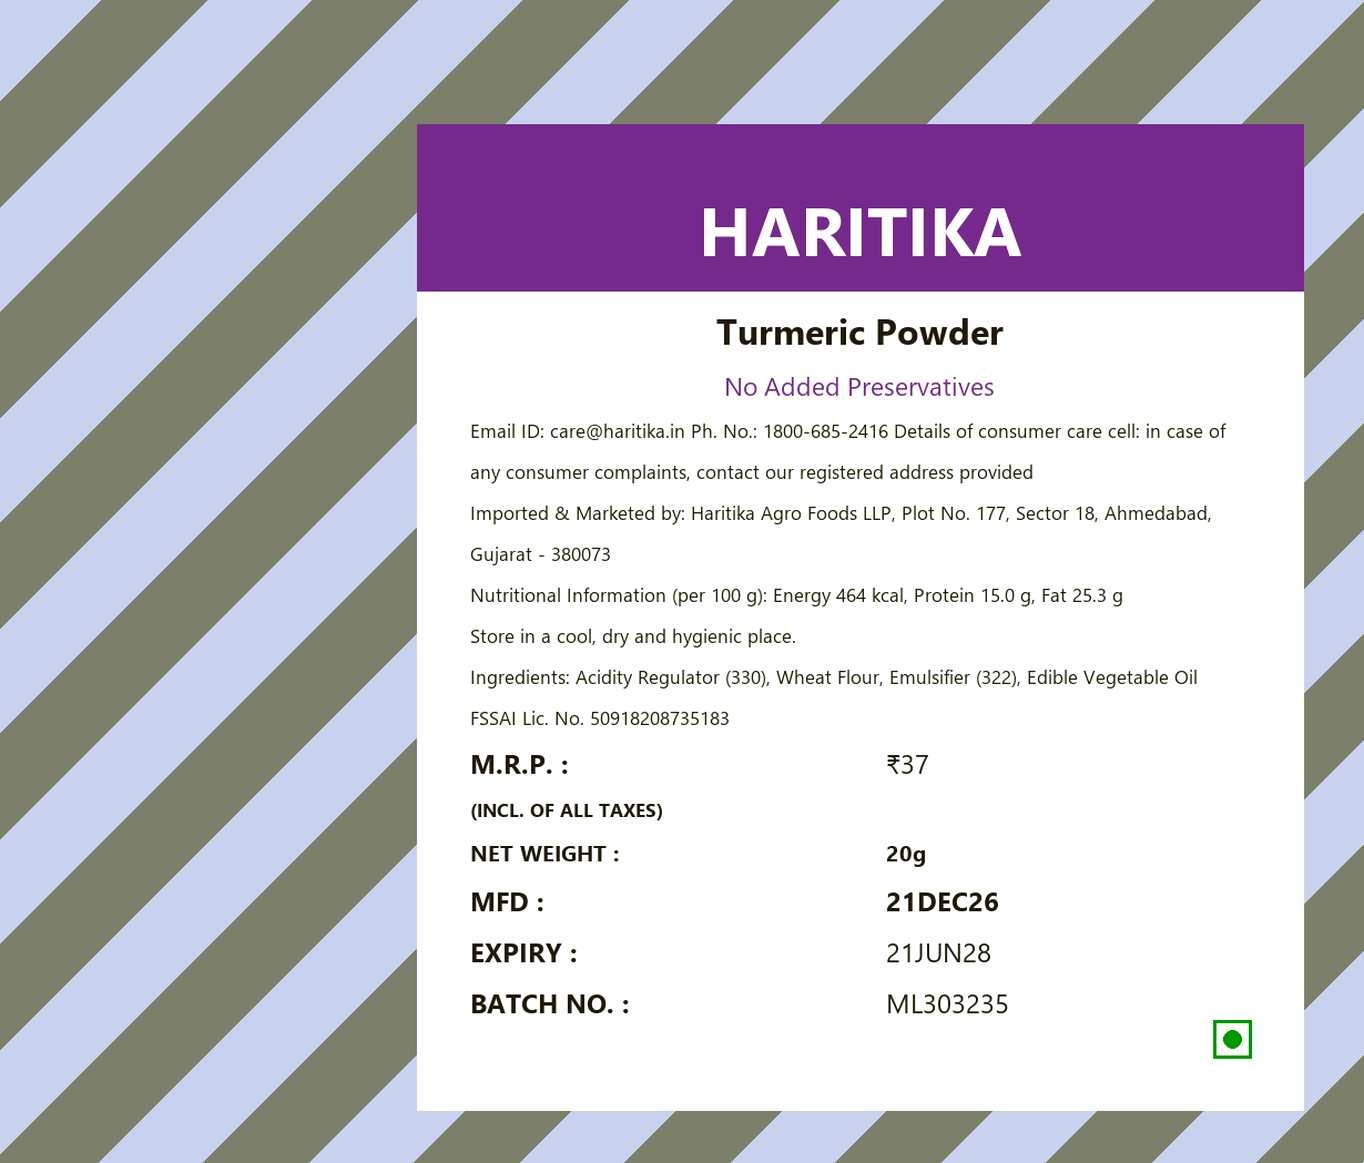 HARITIKA
Turmeric Powder
No Added Preservatives
Email ID: care@haritika.in Ph. No.: 1800-685-2416 Details of consumer care cell: in case of
any consumer complaints, contact our registered address provided
Imported & Marketed by: Haritika Agro Foods LLP, Plot No. 177, Sector 18, Ahmedabad,
Gujarat - 380073
Nutritional Information (per 100 g): Energy 464 kcal, Protein 15.0 g, Fat 25.3 g
Store in a cool, dry and hygienic place.
Ingredients: Acidity Regulator (330), Wheat Flour, Emulsifier (322), Edible Vegetable Oil
FSSAI Lic. No. 50918208735183
M.R.P. : ₹37
(INCL. OF ALL TAXES)
NET WEIGHT : 20g
MFD : 21DEC26
EXPIRY : 21JUN28
BATCH NO. : ML303235